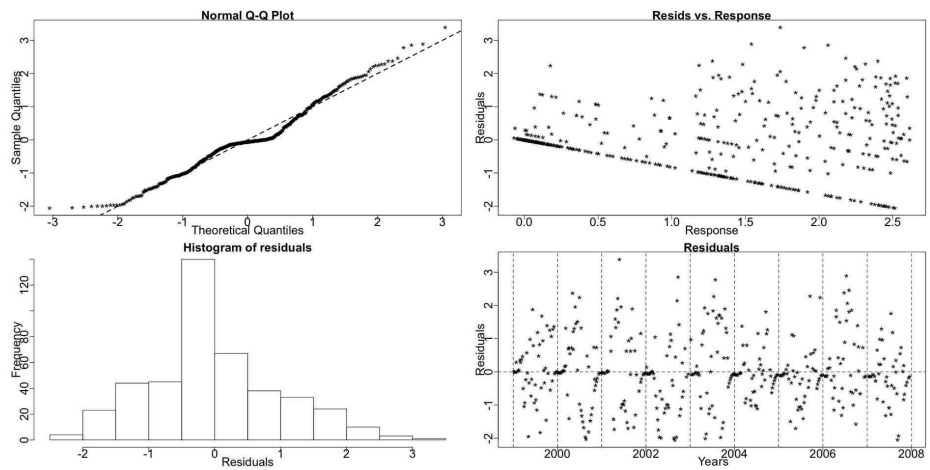 Normal Q-Q Plot
Sample Quantiles
3
2
1
0
-1
-2
-3 -2 -1 0 1 2 3
Theoretical Quantiles
Resids vs. Response
Residuals
3
2
1
0
-1
-2
0.0 0.5 1.0 1.5 2.0 2.5
Response
Histogram of residuals
Frequency
120
80
60
40
20
0
-2 -1 0 1 2 3
Residuals
Residuals
Residuals
3
2
1
0
-1
-2
2000 2002 2004 2006 2008
Years